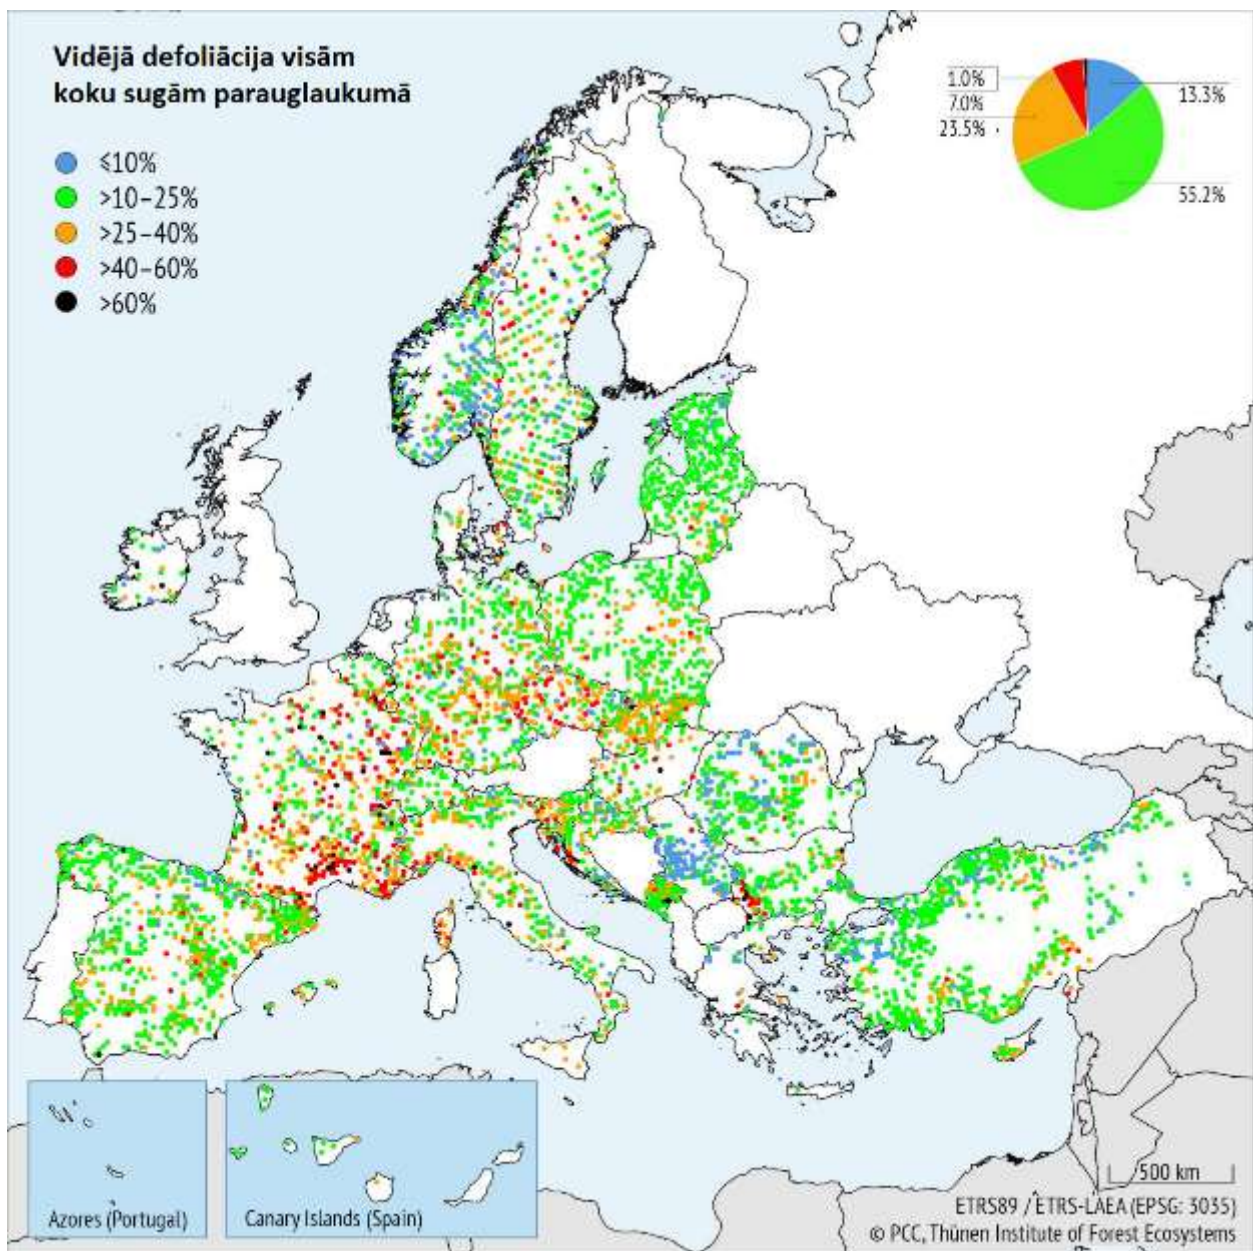 Vidējā defoliācija visām
koku sugām parauglaukumā
≤10%
>10–25%
>25–40%
>40–60%
>60%
1.0%
7.0%
23.5%
13.3%
55.2%
Azores (Portugal)
Canary Islands (Spain)
500 km
ETRS89 / ETRS-LAEA (EPSG: 3035)
© PCC, Thünen Institute of Forest Ecosystems